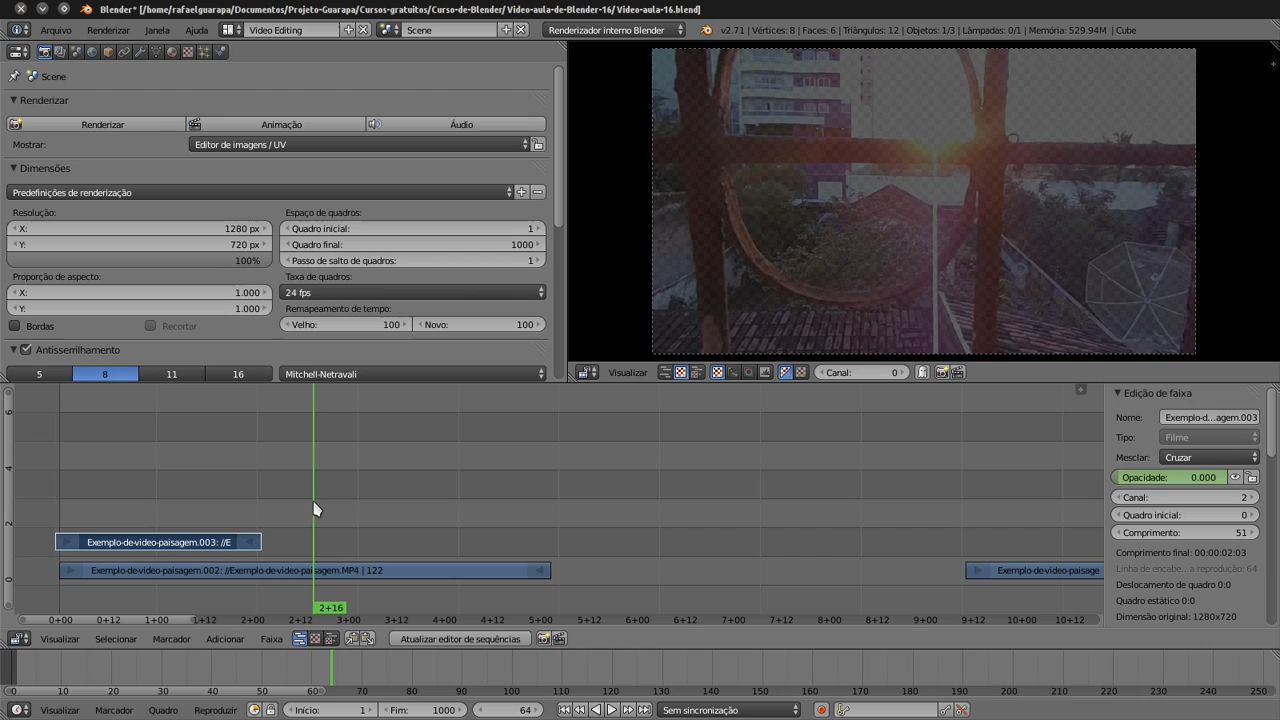 Blender* [/home/rafaelguarapa/Documentos/Projeto-Guarapa/Cursos-gratuitos/Curso-de-Blender/Video-aula-de-Blender-16/Video-aula-16.blend]
Arquivo Renderizar Janela Ajuda Video Editing Scene Renderizador interno Blender v2.71 | Vértices: 8 | Faces: 6 | Triângulos: 12 | Objetos: 1/3 | Lâmpadas: 0/1 | Memória: 529.94M | Cube
Scene
Renderizar
Renderizar Animação Áudio
Mostrar: Editor de imagens / UV
Dimensões
Predefinições de renderização
Resolução: Espaço de quadros:
X: 1280 px Quadro inicial: 1
Y: 720 px Quadro final: 1000
100% Passo de salto de quadros: 1
Proporção de aspecto: Taxa de quadros:
X: 1.000 24 fps
Y: 1.000 Remapeamento de tempo:
Bordas Recortar Velho: 100 Novo: 100
Antisserrilhamento
5 8 11 16 Mitchell-Netravali
Visualizar Canal: 0
6
4
2
0
Exemplo-de-video-paisagem.003: //E
Exemplo-de-video-paisagem.002: //Exemplo-de-video-paisagem.MP4 | 122
Exemplo-de-video-paisage
2+16
0+00 0+12 1+00 1+12 2+00 2+12 3+00 3+12 4+00 4+12 5+00 5+12 6+00 6+12 7+00 7+12 8+00 8+12 9+00 9+12 10+00 10+12
Edição de faixa
Nome: Exemplo-d...agem.003
Tipo: Filme
Mesclar: Cruzar
Opacidade: 0.000
Canal: 2
Quadro inicial: 0
Comprimento: 51
Comprimento final: 00:00:02:03
Linha de encabe...a reprodução: 64
Deslocamento de quadro 0:0
Quadro estático 0:0
Dimensão original: 1280x720
Visualizar Selecionar Marcador Adicionar Faixa Atualizar editor de sequências
0 10 20 30 40 50 60 70 80 90 100 110 120 130 140 150 160 170 180 190 200 210 220 230 240 250
Visualizar Marcador Quadro Reproduzir Início: 1 Fim: 1000 64 Sem sincronização